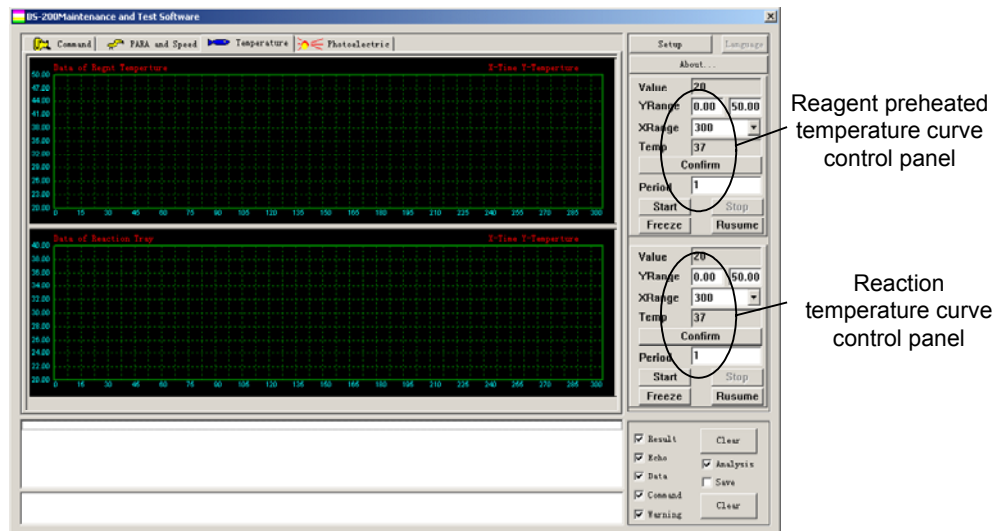 BS-200Maintenance and Test Software
Command PARA and Speed Temperature Photoelectric
Data of Regnt Temperture X-Time Y-Temperture
50.00
47.00
44.00
41.00
38.00
35.00
32.00
29.00
26.00
23.00
20.00
0 15 30 45 60 75 90 105 120 135 150 165 180 195 210 225 240 255 270 285 300
Data of Reaction Tray X-Time Y-Temperture
40.00
38.00
36.00
34.00
32.00
30.00
28.00
26.00
24.00
22.00
20.00
0 15 30 45 60 75 90 105 120 135 150 165 180 195 210 225 240 255 270 285 300
Setup Language
About...
Value 20
YRange 0.00 50.00
XRange 300
Temp 37
Confirm
Period 1
Start Stop
Freeze Rusume
Value 20
YRange 0.00 50.00
XRange 300
Temp 37
Confirm
Period 1
Start Stop
Freeze Rusume
Result Clear
Echo Analysis
Data Save
Command Clear
Warning
Reagent preheated
temperature curve
control panel
Reaction
temperature curve
control panel